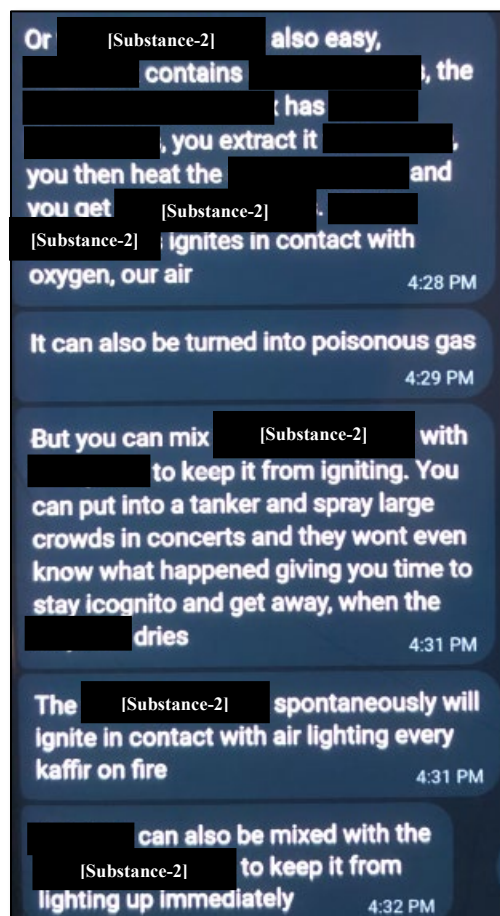 Or [Substance-2] also easy,
contains , the
has
, you extract it ,
you then heat the and
you get [Substance-2] .
[Substance-2] ignites in contact with
oxygen, our air
4:28 PM
It can also be turned into poisonous gas
4:29 PM
But you can mix [Substance-2] with
to keep it from igniting. You
can put into a tanker and spray large
crowds in concerts and they wont even
know what happened giving you time to
stay icognito and get away, when the
dries
4:31 PM
The [Substance-2] spontaneously will
ignite in contact with air lighting every
kaffir on fire
4:31 PM
can also be mixed with the
[Substance-2] to keep it from
lighting up immediately
4:32 PM